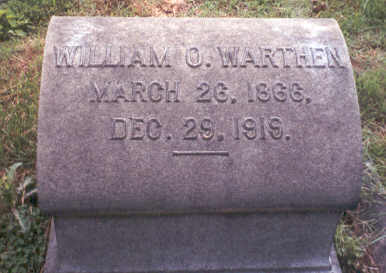 WILLIAM O. WARTHEN
MARCH 26, 1866,
DEC. 29, 1919.